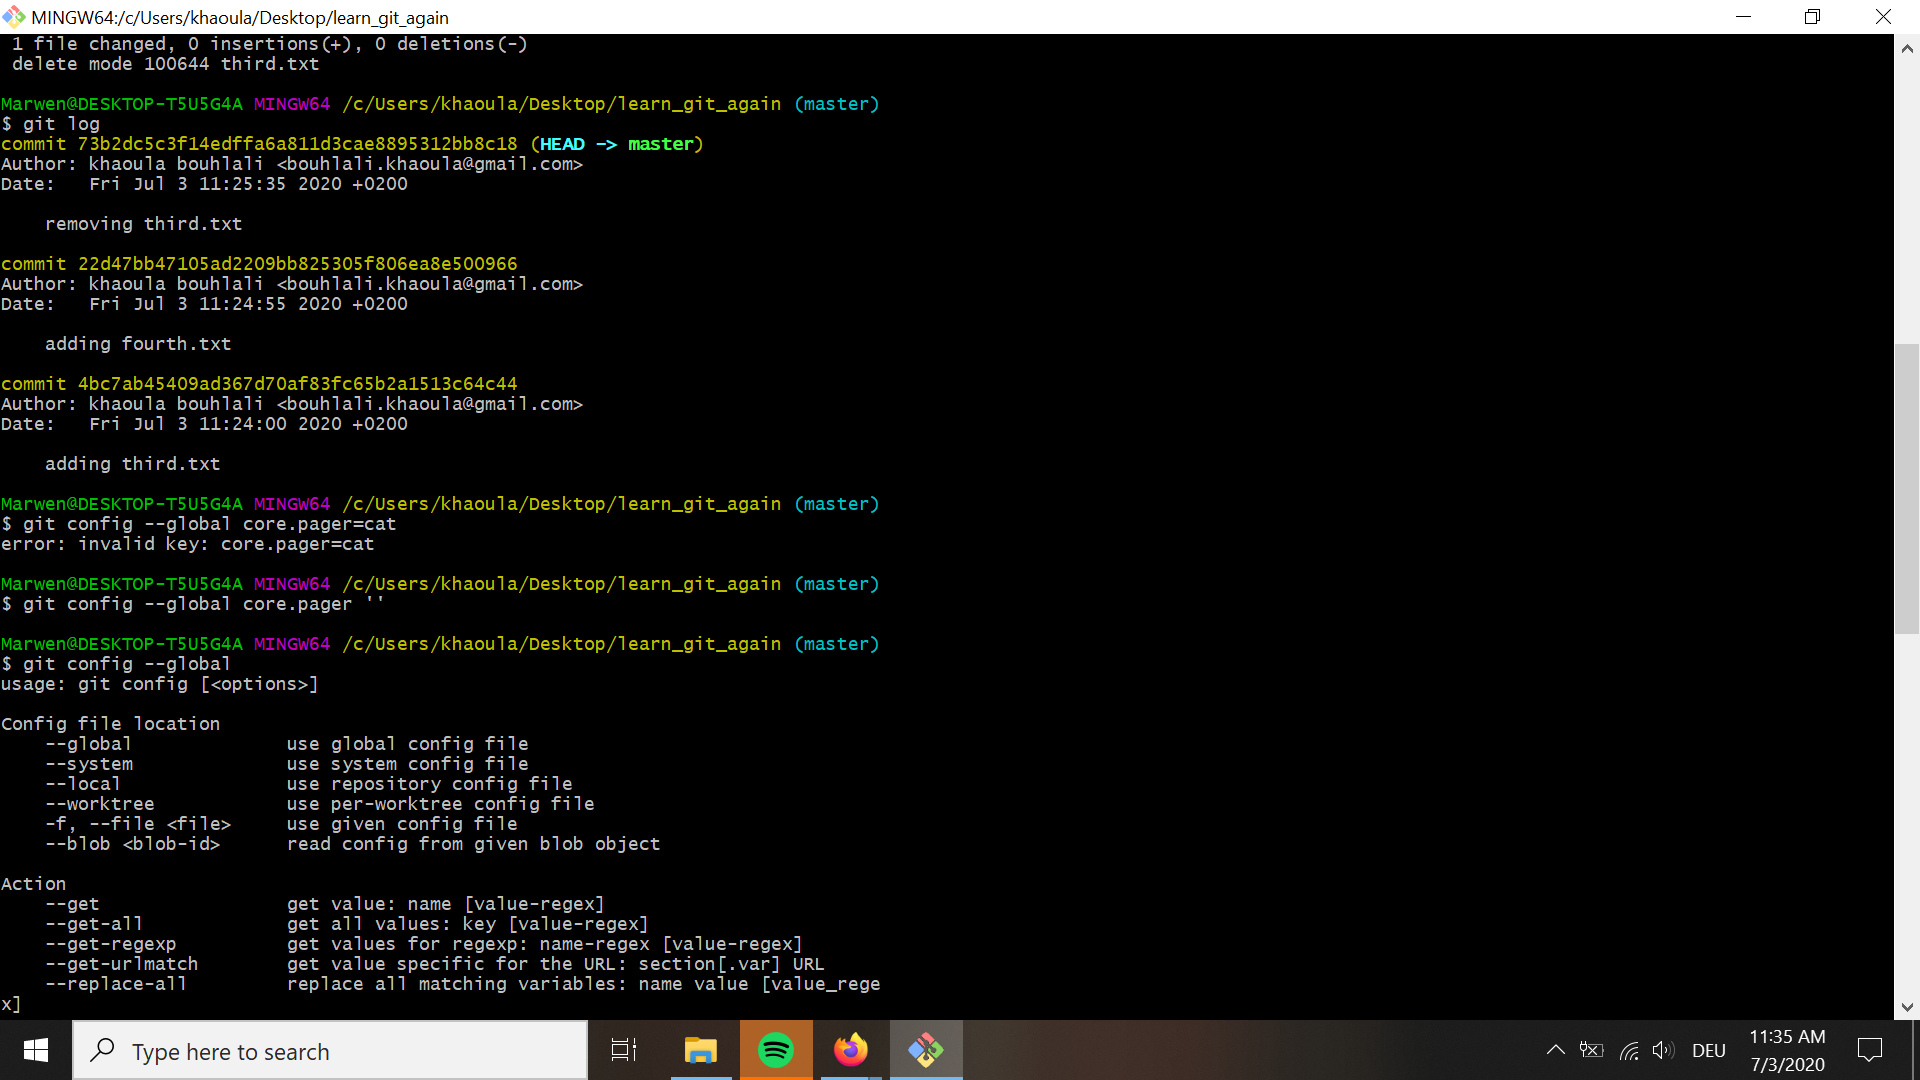 MINGW64:/c/Users/khaoula/Desktop/learn_git_again
1 file changed, 0 insertions(+), 0 deletions(-)
delete mode 100644 third.txt
Marwen@DESKTOP-T5U5G4A MINGW64 /c/Users/khaoula/Desktop/learn_git_again (master)
$ git log
commit 73b2dc5c3f14edffa6a811d3cae8895312bb8c18 (HEAD -> master)
Author: khaoula bouhlali <bouhlali.khaoula@gmail.com>
Date:   Fri Jul 3 11:25:35 2020 +0200
removing third.txt
commit 22d47bb47105ad2209bb825305f806ea8e500966
Author: khaoula bouhlali <bouhlali.khaoula@gmail.com>
Date:   Fri Jul 3 11:24:55 2020 +0200
adding fourth.txt
commit 4bc7ab45409ad367d70af83fc65b2a1513c64c44
Author: khaoula bouhlali <bouhlali.khaoula@gmail.com>
Date:   Fri Jul 3 11:24:00 2020 +0200
adding third.txt
Marwen@DESKTOP-T5U5G4A MINGW64 /c/Users/khaoula/Desktop/learn_git_again (master)
$ git config --global core.pager=cat
error: invalid key: core.pager=cat
Marwen@DESKTOP-T5U5G4A MINGW64 /c/Users/khaoula/Desktop/learn_git_again (master)
$ git config --global core.pager ''
Marwen@DESKTOP-T5U5G4A MINGW64 /c/Users/khaoula/Desktop/learn_git_again (master)
$ git config --global
usage: git config [<options>]
Config file location
--global              use global config file
--system              use system config file
--local               use repository config file
--worktree            use per-worktree config file
-f, --file <file>     use given config file
--blob <blob-id>      read config from given blob object
Action
--get                 get value: name [value-regex]
--get-all             get all values: key [value-regex]
--get-regexp          get values for regexp: name-regex [value-regex]
--get-urlmatch        get value specific for the URL: section[.var] URL
--replace-all         replace all matching variables: name value [value_rege
x]
Type here to search
DEU
11:35 AM
7/3/2020